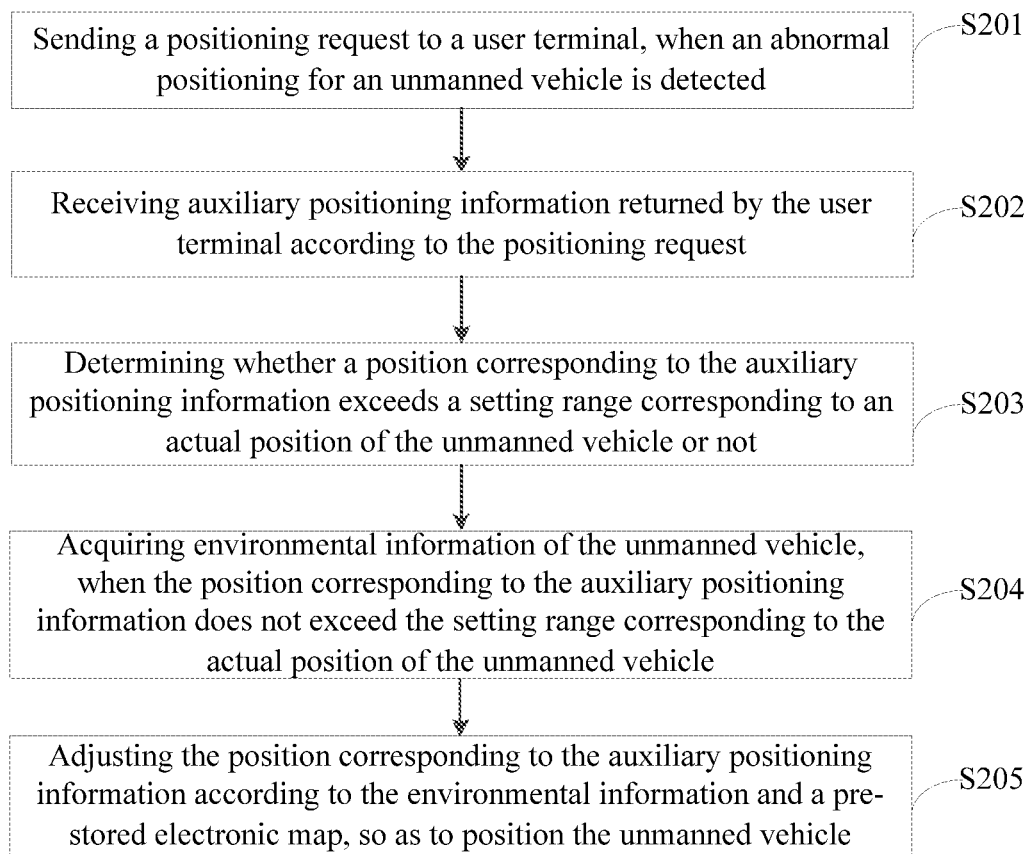 Sending a positioning request to a user terminal, when an abnormal
positioning for an unmanned vehicle is detected
S201
Receiving auxiliary positioning information returned by the user
terminal according to the positioning request
S202
Determining whether a position corresponding to the auxiliary
positioning information exceeds a setting range corresponding to an
actual position of the unmanned vehicle or not
S203
Acquiring environmental information of the unmanned vehicle,
when the position corresponding to the auxiliary positioning
information does not exceed the setting range corresponding to the
actual position of the unmanned vehicle
S204
Adjusting the position corresponding to the auxiliary positioning
information according to the environmental information and a pre-
stored electronic map, so as to position the unmanned vehicle
S205